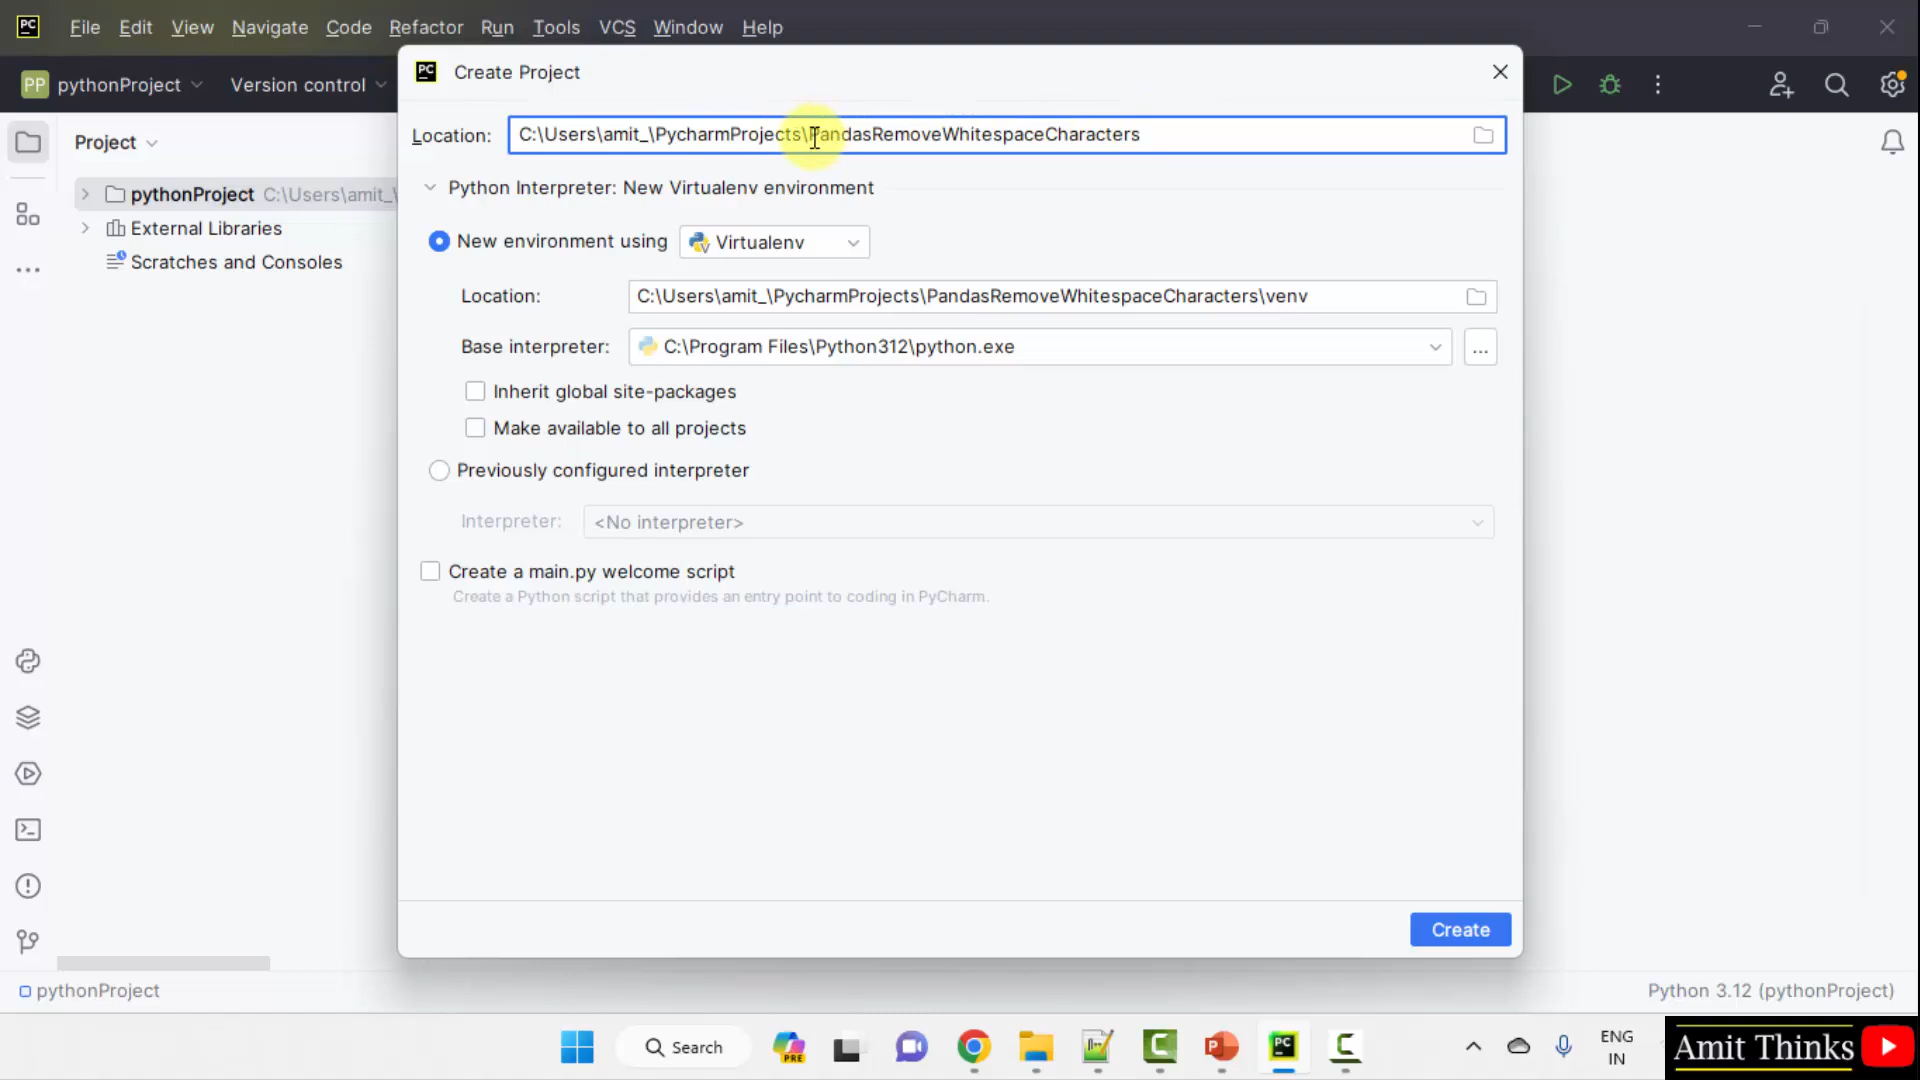 PC File Edit View Navigate Code Refactor Run Tools VCS Window Help
PP pythonProject Version control
PC Create Project
Location: C:\Users\amit_\PycharmProjects\PandasRemoveWhitespaceCharacters
Project
Python Interpreter: New Virtualenv environment
pythonProject C:\Users\amit_\
External Libraries
Scratches and Consoles
New environment using Virtualenv
Location: C:\Users\amit_\PycharmProjects\PandasRemoveWhitespaceCharacters\venv
Base interpreter: C:\Program Files\Python312\python.exe ...
Inherit global site-packages
Make available to all projects
Previously configured interpreter
Interpreter: <No interpreter>
Create a main.py welcome script
Create a Python script that provides an entry point to coding in PyCharm.
Create
pythonProject
Python 3.12 (pythonProject)
Search
PRE
PC
ENG
IN
Amit Thinks